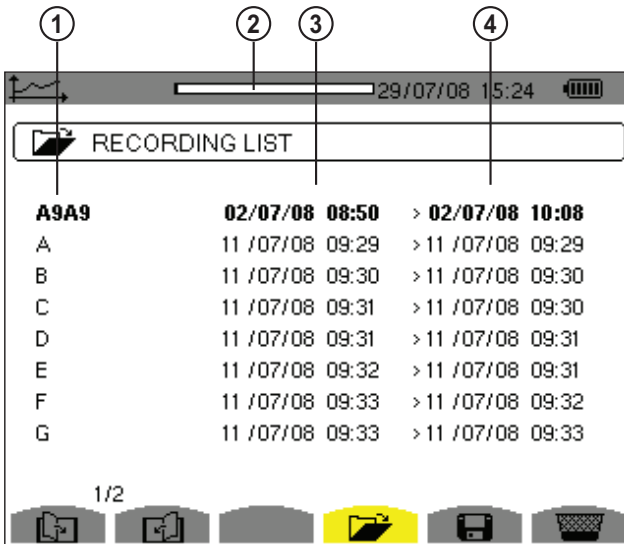 1 2 3 4
29/07/08 15:24
RECORDING LIST
A9A9 02/07/08 08:50 > 02/07/08 10:08
A 11 /07/08 09:29 >11 /07/08 09:29
B 11 /07/08 09:30 >11 /07/08 09:30
C 11 /07/08 09:31 >11 /07/08 09:30
D 11 /07/08 09:31 >11 /07/08 09:31
E 11 /07/08 09:32 >11 /07/08 09:31
F 11 /07/08 09:33 >11 /07/08 09:32
G 11 /07/08 09:33 >11 /07/08 09:33
1/2